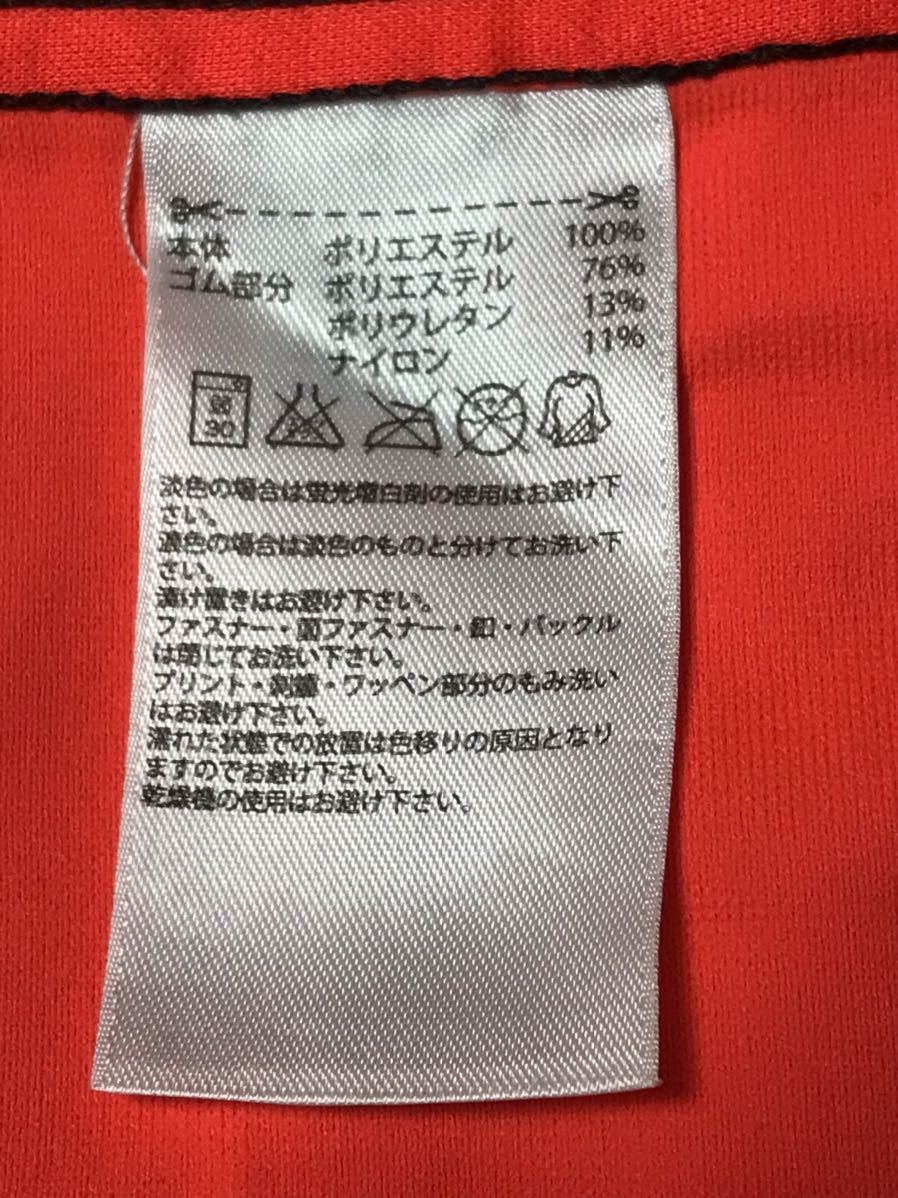 本体 ポリエステル 100%
ゴム部分 ポリエステル 76%
ポリウレタン 13%
ナイロン 11%
弱
30
淡色の場合は蛍光増白剤の使用はお避け下
さい。
濃色の場合は淡色のものと分けてお洗い下
さい。
漬け置きはお避け下さい。
ファスナー・面ファスナー・釦・バックル
は閉じてお洗い下さい。
プリント・刺繍・ワッペン部分のもみ洗い
はお避け下さい。
濡れた状態での放置は色移りの原因となり
ますのでお避け下さい。
乾燥機の使用はお避け下さい。